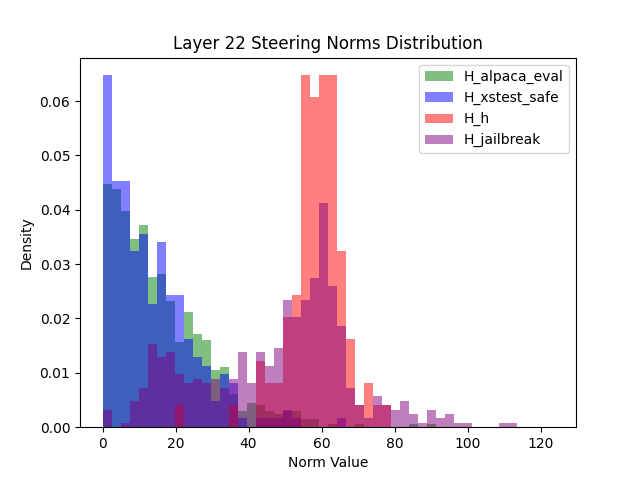 Layer 22 Steering Norms Distribution
H_alpaca_eval
H_xstest_safe
H_h
H_jailbreak
Density
0.06
0.05
0.04
0.03
0.02
0.01
0.00
0 20 40 60 80 100 120
Norm Value